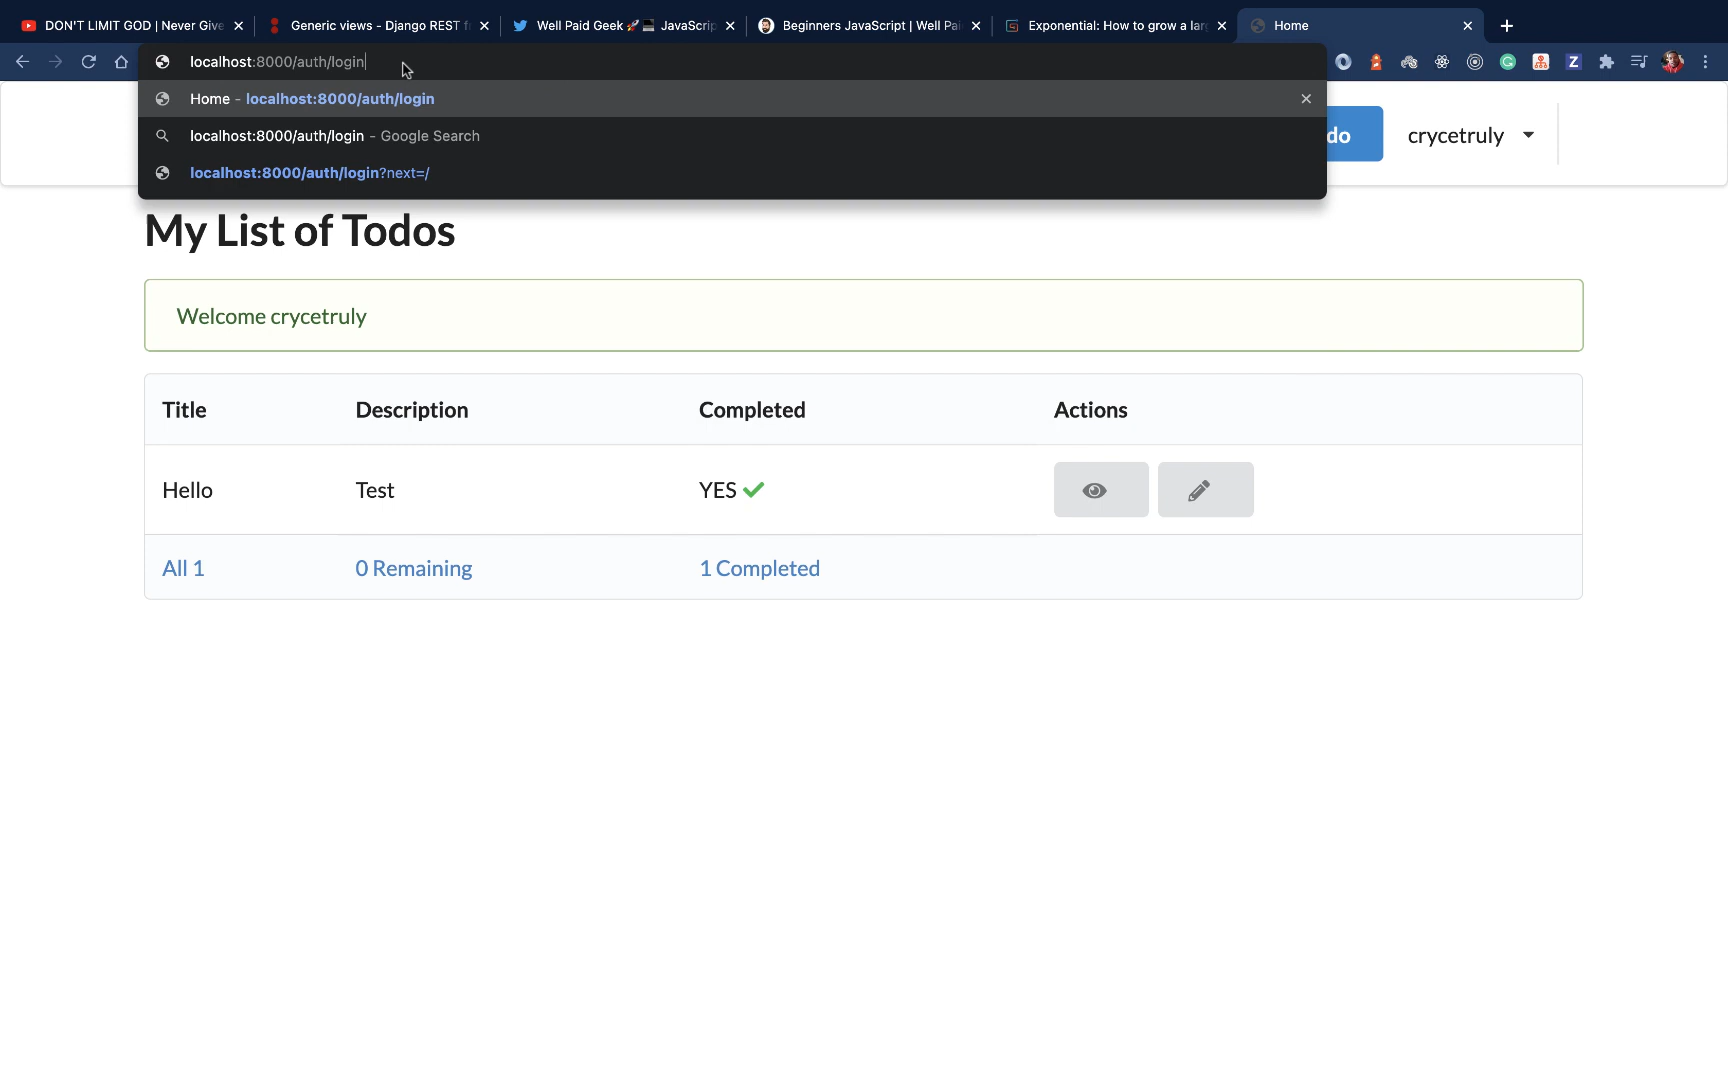 DON'T LIMIT GOD | Never Give
Generic views - Django REST f
Well Paid Geek🚀💻 JavaScrip
Beginners JavaScript | Well Pai
Exponential: How to grow a lar
Home
localhost:8000/auth/login
Home - localhost:8000/auth/login
localhost:8000/auth/login - Google Search
localhost:8000/auth/login?next=/
do
crycetruly
My List of Todos
Welcome crycetruly
Title Description Completed Actions
Hello Test YES
All 1 0 Remaining 1 Completed